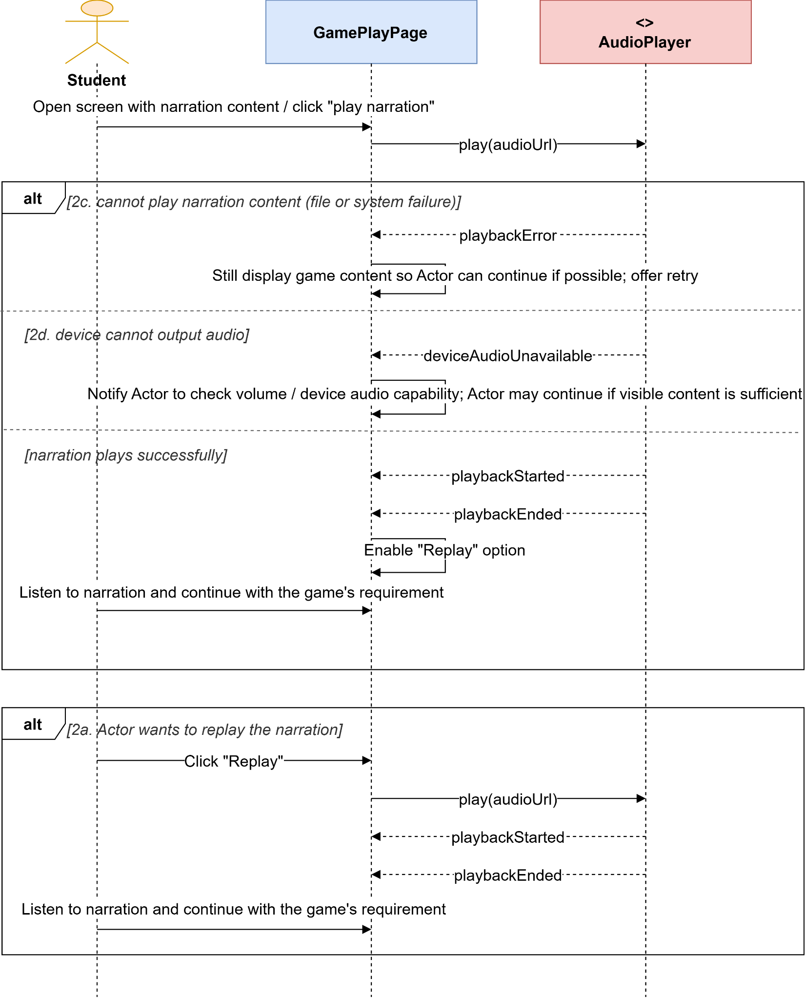 GamePlayPage
<>
AudioPlayer
Student
Open screen with narration content / click "play narration"
play(audioUrl)
alt
[2c. cannot play narration content (file or system failure)]
playbackError
Still display game content so Actor can continue if possible; offer retry
[2d. device cannot output audio]
deviceAudioUnavailable
Notify Actor to check volume / device audio capability; Actor may continue if visible content is sufficient
[narration plays successfully]
playbackStarted
playbackEnded
Enable "Replay" option
Listen to narration and continue with the game's requirement
alt
[2a. Actor wants to replay the narration]
Click "Replay"
play(audioUrl)
playbackStarted
playbackEnded
Listen to narration and continue with the game's requirement